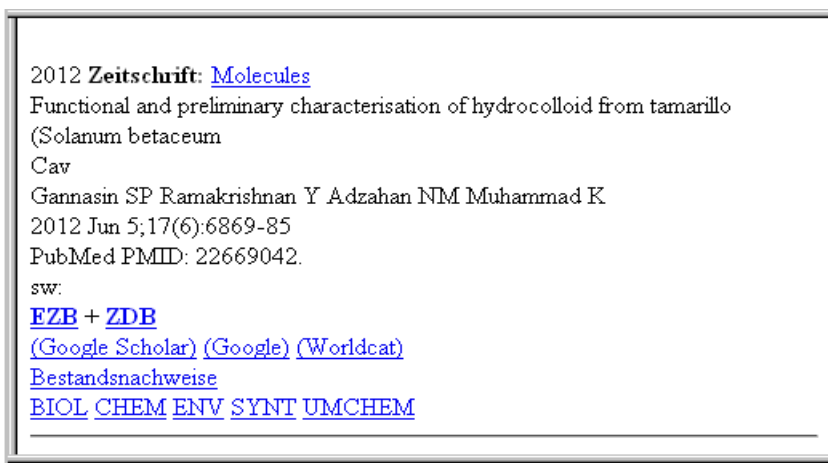 2012 Zeitschrift: Molecules
Functional and preliminary characterisation of hydrocolloid from tamarillo
(Solanum betaceum
Cav
Gannasin SP Ramakrishnan Y Adzahan NM Muhammad K
2012 Jun 5;17(6):6869-85
PubMed PMID: 22669042.
sw:
EZB + ZDB
(Google Scholar) (Google) (Worldcat)
Bestandsnachweise
BIOL CHEM ENV SYNT UMCHEM